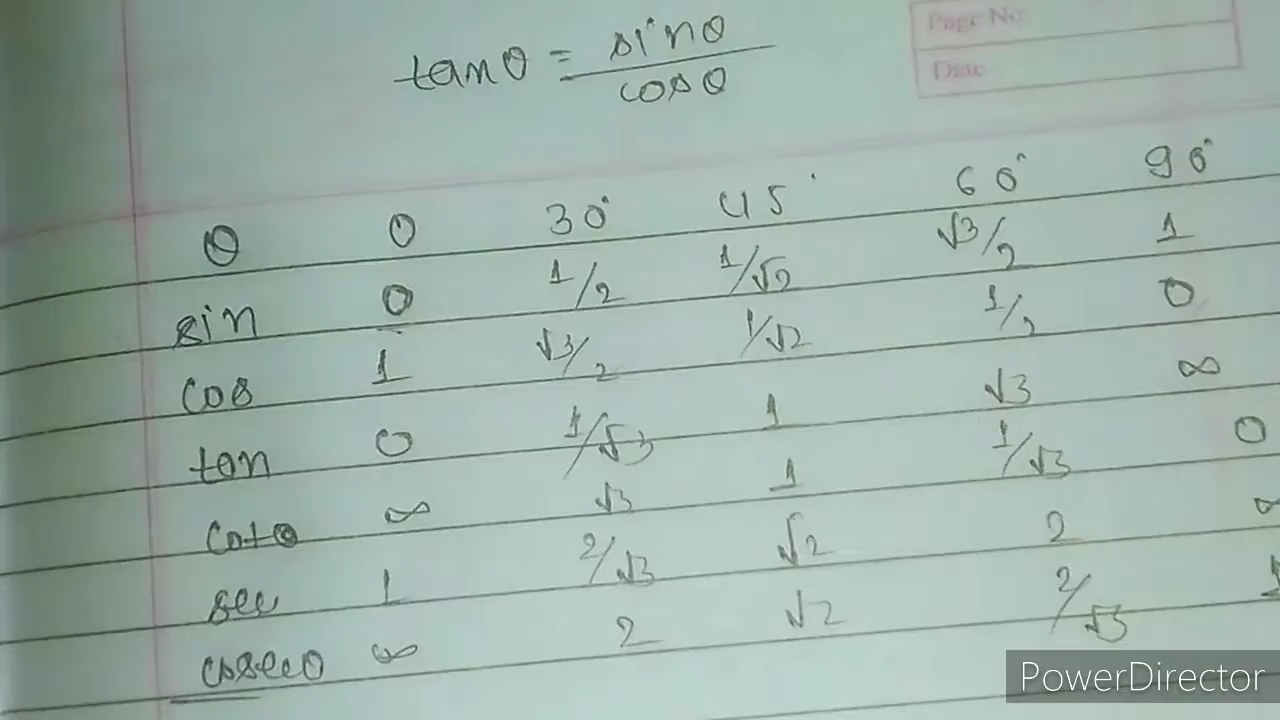 Page No
Date
tanθ = sinθ/cosθ
θ 0 30° 45° 60° 90°
sin 0 1/2 1/√2 √3/2 1
cos 1 √3/2 1/√2 1/2 0
tan 0 1/√3 1 √3 ∞
cotθ ∞ √3 1 1/√3 0
sec 1 2/√3 √2 2 ∞
cosecθ ∞ 2 √2 2/√3 1
PowerDirector